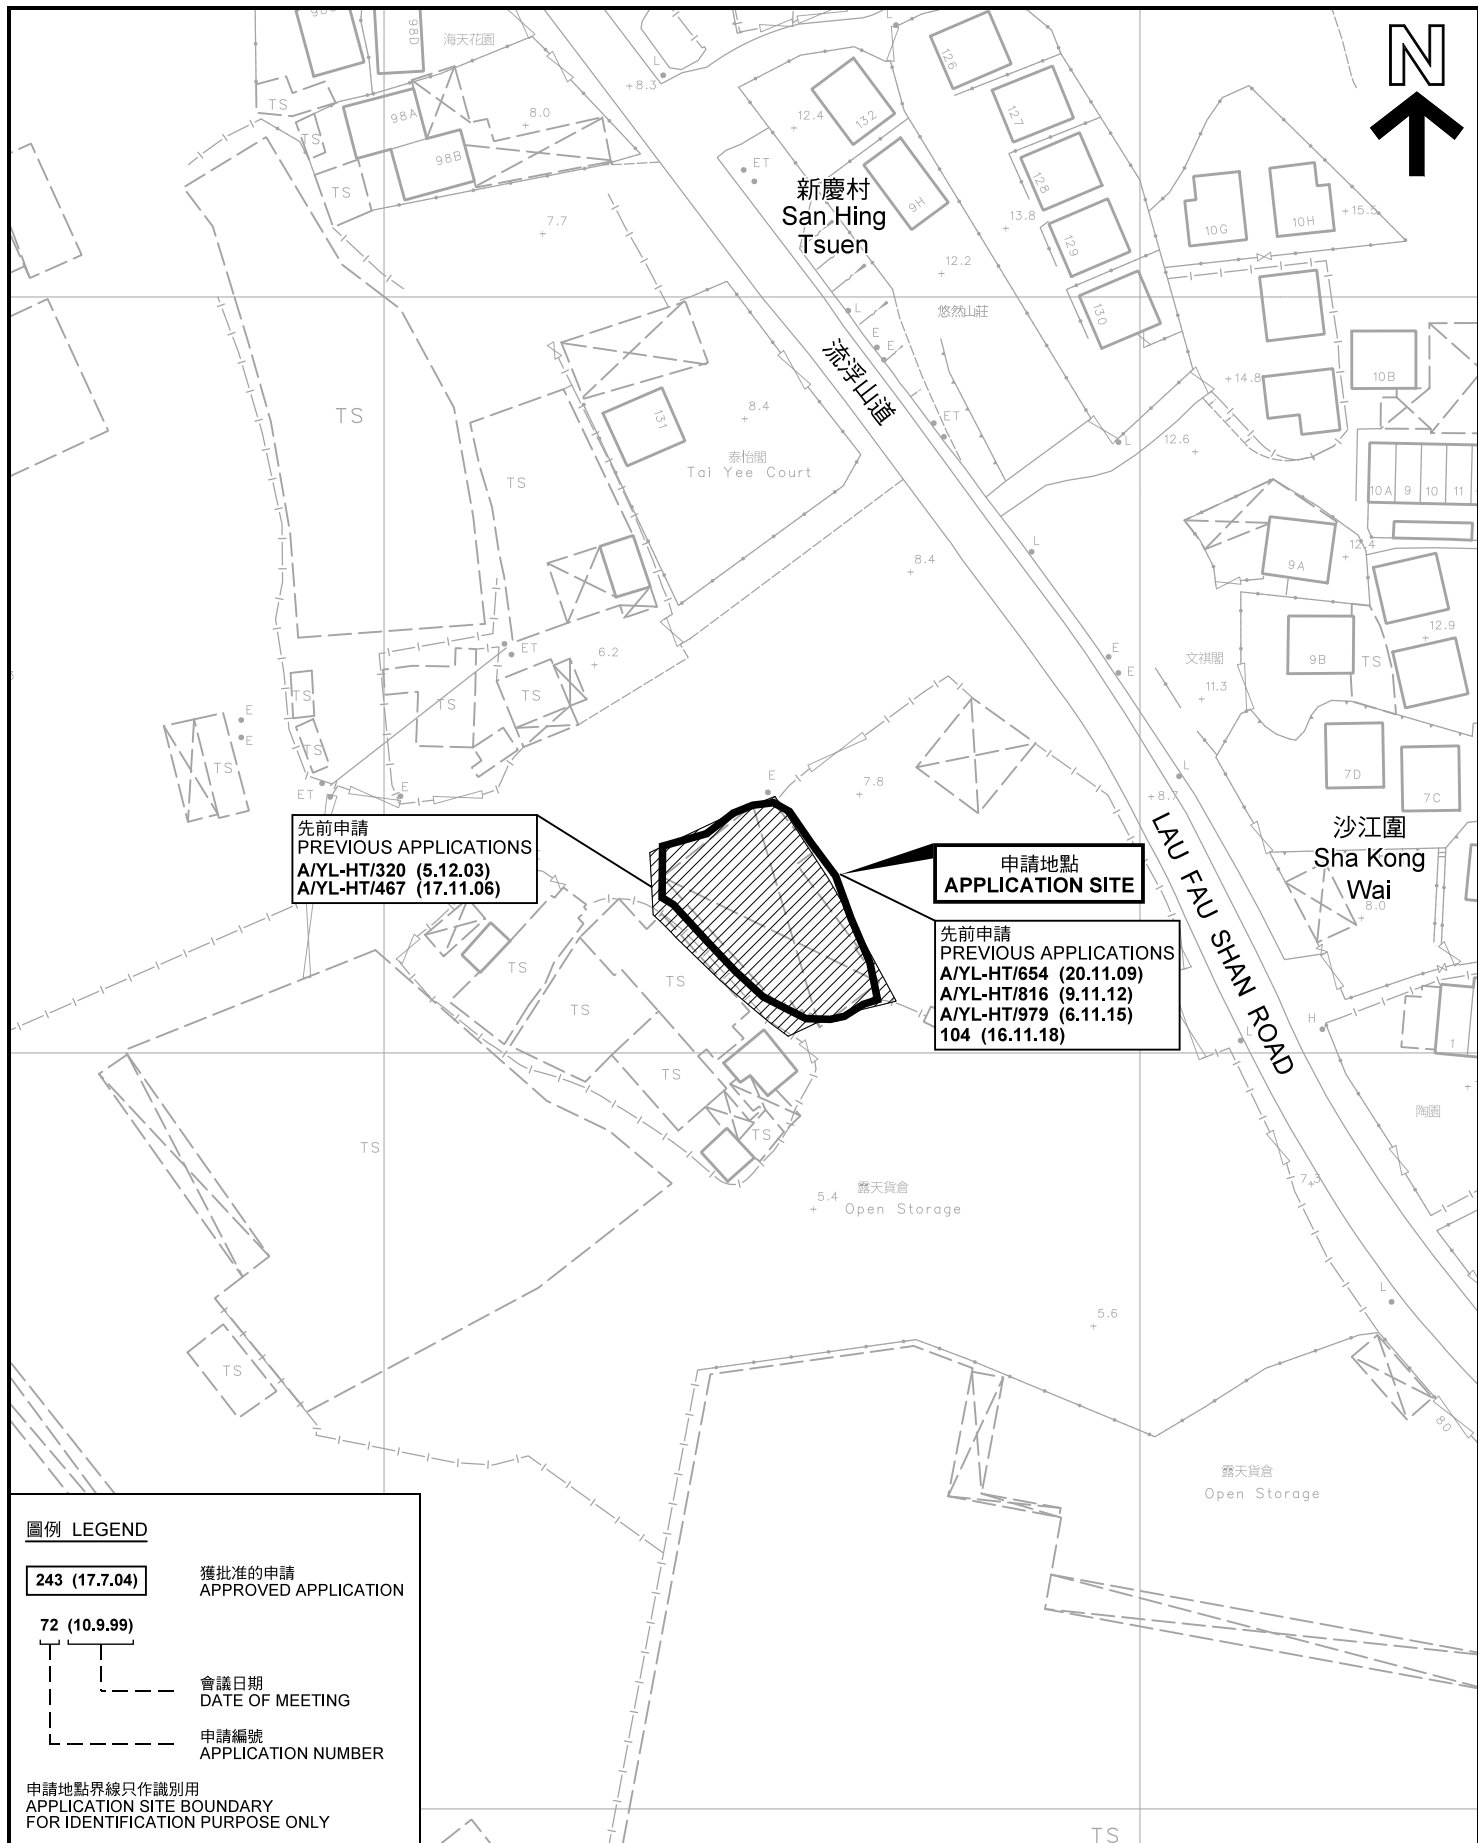 98C
98D
海天花園
L
L
126
N
+8.3
TS
98A
8.0
TS
98B
12.4
132
127
ET
128
TS
新慶村
San Hing
Tsuen
9H
13.8
129
10G
10H
+15.5
7.7
12.2
130
悠然山莊
L
E
E
流浮山道
+14.8
10B
TS
131
8.4
ET
L
12.6
泰怡閣
Tai Yee Court
TS
10A 9 10 11
L
8.4
9A
12.4
12.9
ET
6.2
E
E
文祺閣
11.3
9B
TS
TS
TS
TS
E
E
TS
TS
ET
E
E
7.8
L
+8.7
7D
7C
先前申請
PREVIOUS APPLICATIONS
A/YL-HT/320 (5.12.03)
A/YL-HT/467 (17.11.06)
申請地點
APPLICATION SITE
沙江圍
Sha Kong
Wai
8.0
LAU FAU SHAN ROAD
先前申請
PREVIOUS APPLICATIONS
A/YL-HT/654 (20.11.09)
A/YL-HT/816 (9.11.12)
A/YL-HT/979 (6.11.15)
104 (16.11.18)
TS
TS
TS
L
H
1
TS
TS
TS
陶園
5.4
露天貨倉
Open Storage
7.3
L
5.6
TS
80
露天貨倉
Open Storage
圖例 LEGEND
243 (17.7.04)
獲批准的申請
APPROVED APPLICATION
72 (10.9.99)
會議日期
DATE OF MEETING
申請編號
APPLICATION NUMBER
申請地點界線只作識別用
APPLICATION SITE BOUNDARY
FOR IDENTIFICATION PURPOSE ONLY
TS